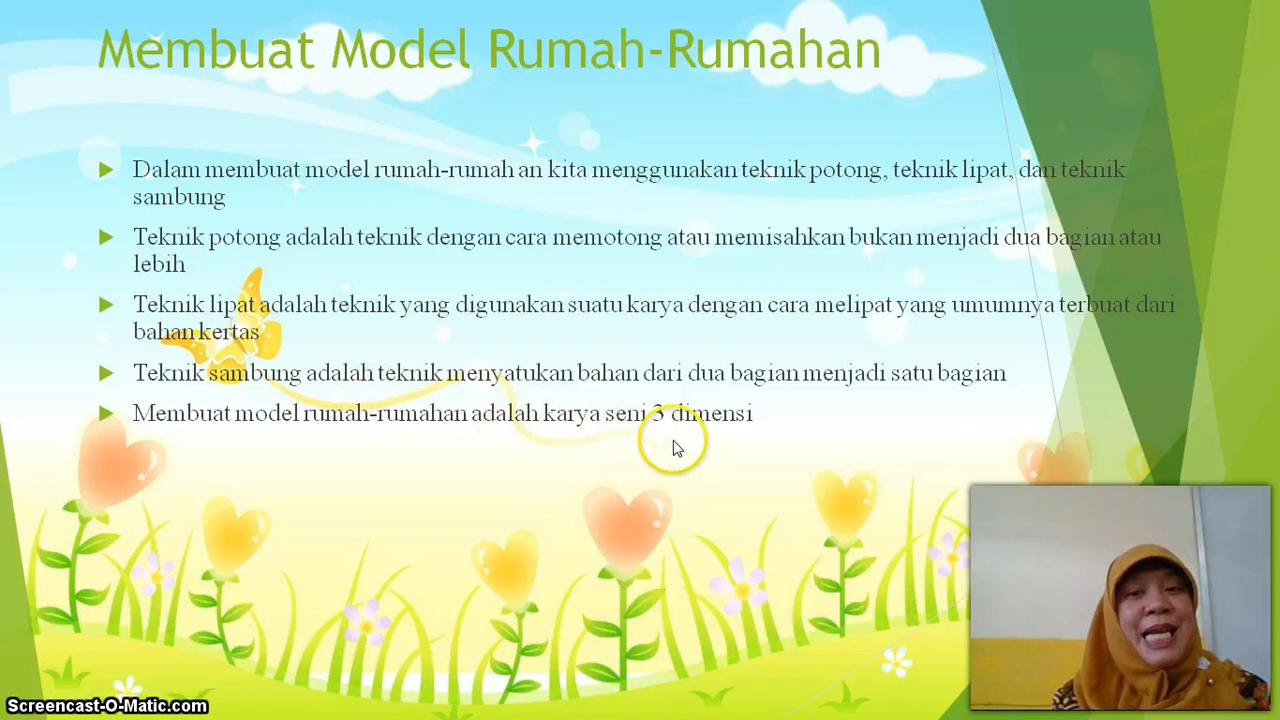 Membuat Model Rumah-Rumahan
Dalam membuat model rumah-rumah an kita menggunakan teknik potong, teknik lipat, dan teknik
sambung
Teknik potong adalah teknik dengan cara memotong atau memisahkan bukan menjadi dua bagian atau
lebih
Teknik lipat adalah teknik yang digunakan suatu karya dengan cara melipat yang umumnya terbuat dari
bahan kertas
Teknik sambung adalah teknik menyatukan bahan dari dua bagian menjadi satu bagian
Membuat model rumah-rumahan adalah karya seni 3 dimensi
Screencast-O-Matic.com